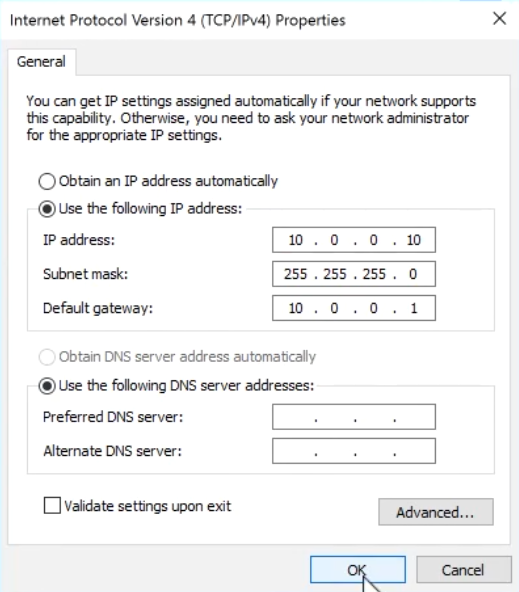 Internet Protocol Version 4 (TCP/IPv4) Properties
General
You can get IP settings assigned automatically if your network supports
this capability. Otherwise, you need to ask your network administrator
for the appropriate IP settings.
Obtain an IP address automatically
Use the following IP address:
IP address: 10 . 0 . 0 . 10
Subnet mask: 255 . 255 . 255 . 0
Default gateway: 10 . 0 . 0 . 1
Obtain DNS server address automatically
Use the following DNS server addresses:
Preferred DNS server: . . .
Alternate DNS server: . . .
Validate settings upon exit
Advanced...
OK Cancel